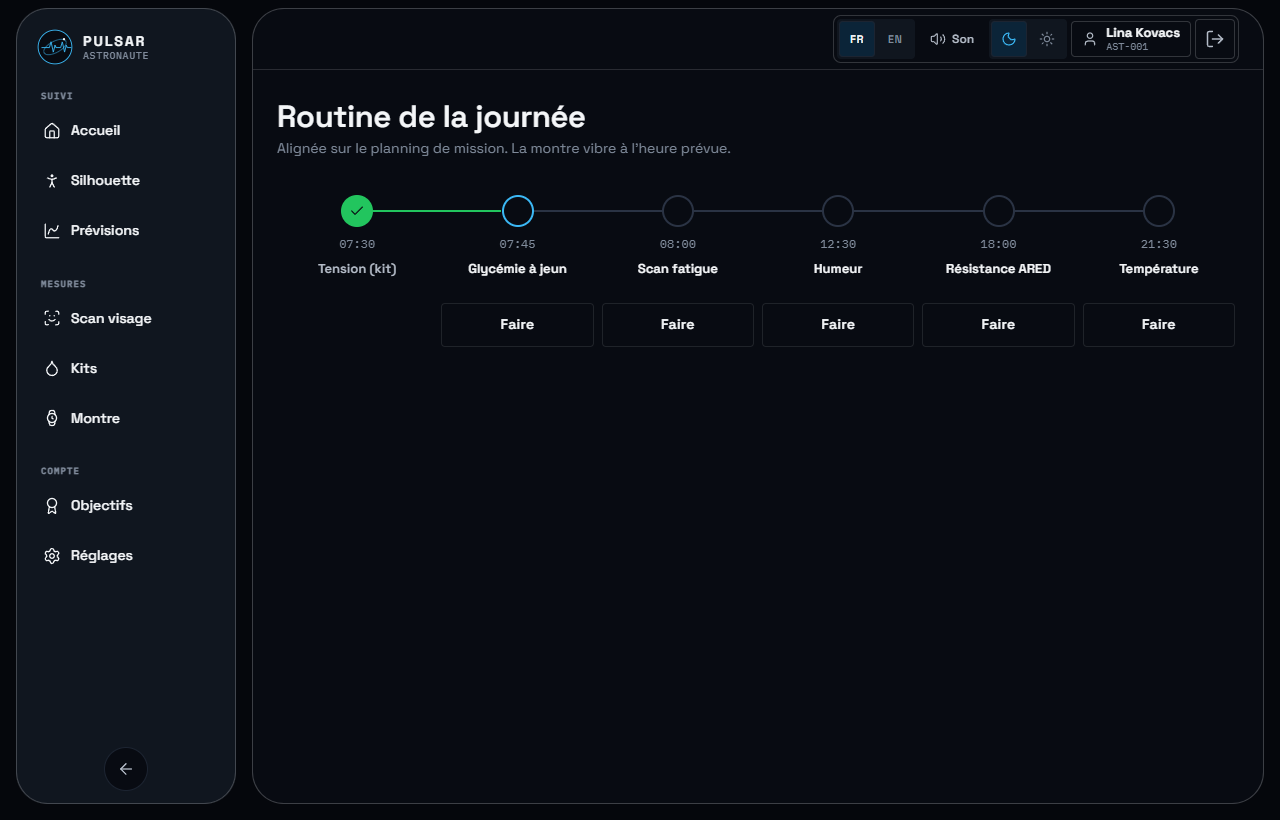 PULSAR
ASTRONAUTE
SUIVI
Accueil
Silhouette
Prévisions
MESURES
Scan visage
Kits
Montre
COMPTE
Objectifs
Réglages
FR EN Son Lina Kovacs
AST-001
Routine de la journée
Alignée sur le planning de mission. La montre vibre à l'heure prévue.
07:30 07:45 08:00 12:30 18:00 21:30
Tension (kit) Glycémie à jeun Scan fatigue Humeur Résistance ARED Température
Faire Faire Faire Faire Faire